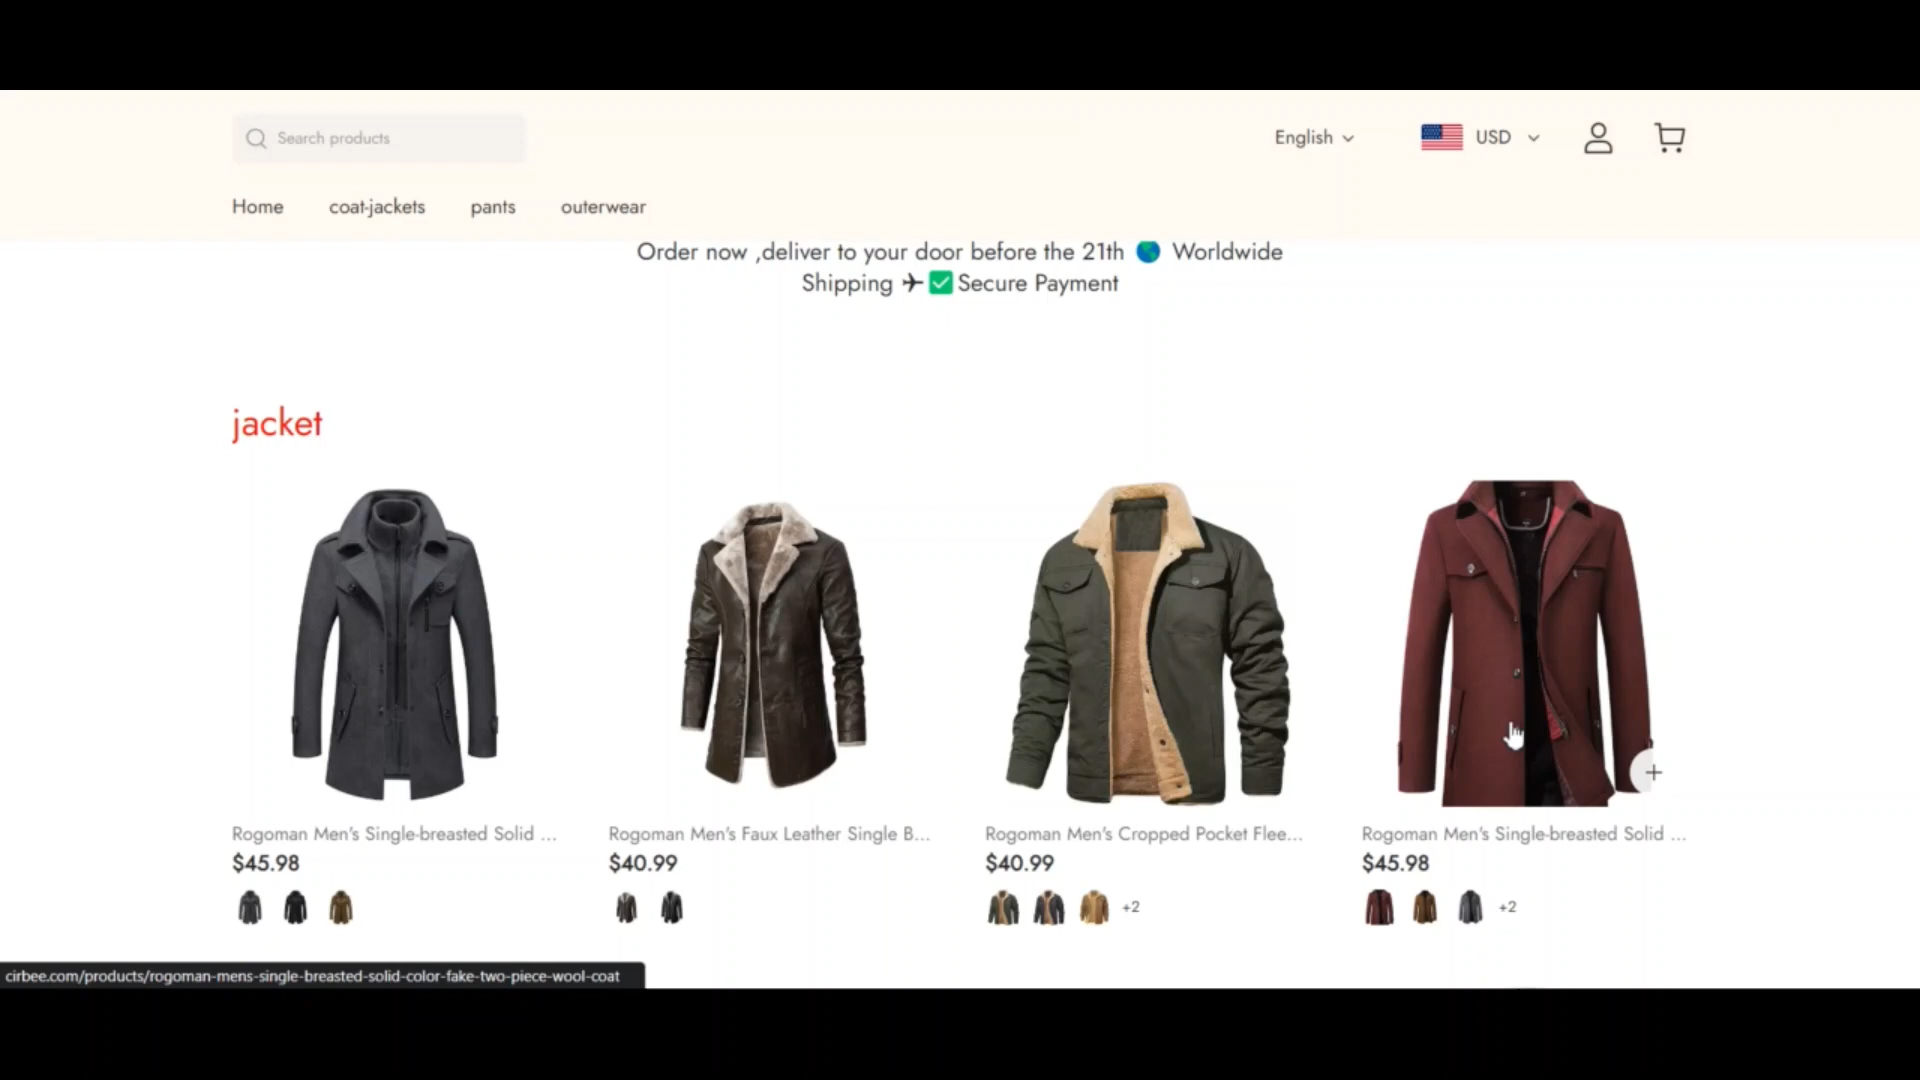 Search products
English
USD
Home
coat-jackets
pants
outerwear
Order now ,deliver to your door before the 21th 🌎 Worldwide
Shipping ✈✅Secure Payment
jacket
Rogoman Men's Single-breasted Solid ...
$45.98
Rogoman Men's Faux Leather Single B...
$40.99
Rogoman Men's Cropped Pocket Flee...
$40.99
+2
Rogoman Men's Single-breasted Solid ...
$45.98
+2
cirbee.com/products/rogoman-mens-single-breasted-solid-color-fake-two-piece-wool-coat